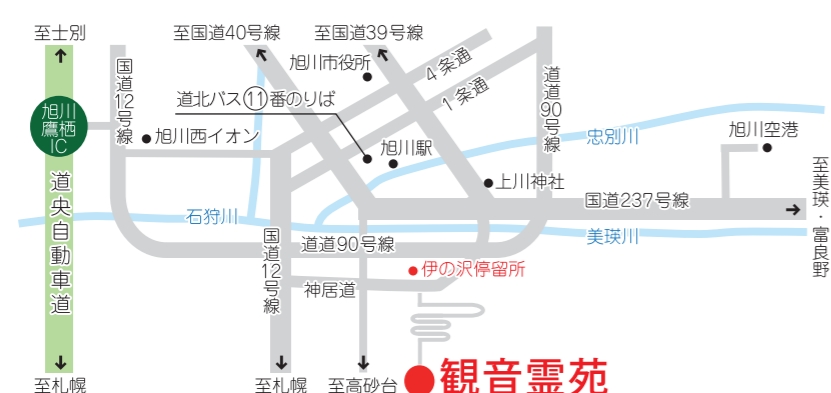 至士別
至国道40号線
至国道39号線
旭川市役所
4条通
1条通
国道12号線
道北バス⑪番のりば
旭川
鷹栖
IC
旭川西イオン
旭川駅
道道90号線
忠別川
旭川空港
上川神社
至美瑛・富良野
道央自動車道
石狩川
国道237号線
美瑛川
国道12号線
道道90号線
伊の沢停留所
神居道
至札幌
至札幌
至高砂台
観音霊苑